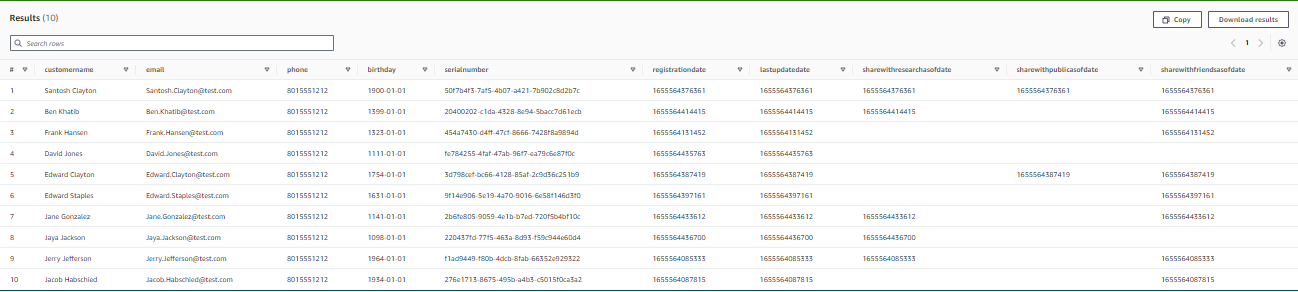 Results (10)
Copy
Download results
Search rows
1
# customername email phone birthday serialnumber registrationdate lastupdatedate sharewithresearchasofdate sharewithpublicasofdate sharewithfriendsasofdate
1 Santosh Clayton Santosh.Clayton@test.com 8015551212 1900-01-01 50f7b4f3-7af5-4b07-a421-7b902c8d2b7c 1655564376361 1655564376361 1655564376361 1655564376361 1655564376361
2 Ben Khatib Ben.Khatib@test.com 8015551212 1399-01-01 20400202-c1da-4328-8e94-5bacc7d61ecb 1655564414415 1655564414415 1655564414415 1655564414415
3 Frank Hansen Frank.Hansen@test.com 8015551212 1323-01-01 454a7430-d4ff-47cf-8666-7428f8a9894d 1655564131452 1655564131452 1655564131452
4 David Jones David.Jones@test.com 8015551212 1111-01-01 fe784255-4faf-47ab-96f7-ea79c6e87f0c 1655564435763 1655564435763
5 Edward Clayton Edward.Clayton@test.com 8015551212 1754-01-01 3d798cef-bc66-4128-85af-2c9d36c251b9 1655564387419 1655564387419 1655564387419 1655564387419
6 Edward Staples Edward.Staples@test.com 8015551212 1631-01-01 9f14e906-5e19-4a70-9016-6e58f146d3f0 1655564397161 1655564397161 1655564397161
7 Jane Gonzalez Jane.Gonzalez@test.com 8015551212 1141-01-01 2b6fe805-9059-4e1b-b7ed-720f5b4bf10c 1655564433612 1655564433612 1655564433612 1655564433612
8 Jaya Jackson Jaya.Jackson@test.com 8015551212 1098-01-01 220437fd-77f5-463a-8d93-f59c944e60d4 1655564436700 1655564436700 1655564436700
9 Jerry Jefferson Jerry.Jefferson@test.com 8015551212 1964-01-01 f1ad9449-f80b-4dcb-8fab-66352e929322 1655564085333 1655564085333 1655564085333 1655564085333
10 Jacob Habschied Jacob.Habschied@test.com 8015551212 1934-01-01 276e1713-8675-495b-a4b3-c5015f0ca3a2 1655564087815 1655564087815 1655564087815